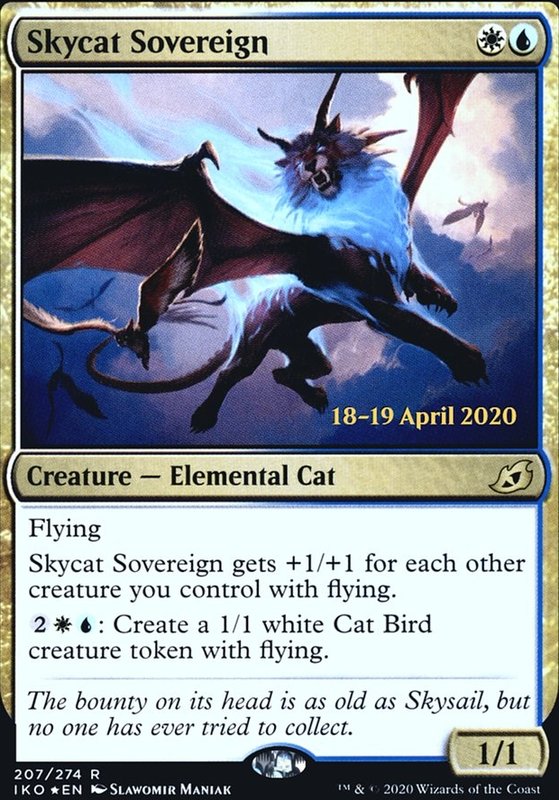 Skycat Sovereign
18–19 April 2020
Creature — Elemental Cat
Flying
Skycat Sovereign gets +1/+1 for each other
creature you control with flying.
2 : Create a 1/1 white Cat Bird
creature token with flying.
The bounty on its head is as old as Skysail, but
no one has ever tried to collect.
1/1
207/274 R
IKO ★ EN Slawomir Maniak
™ & © 2020 Wizards of the Coast